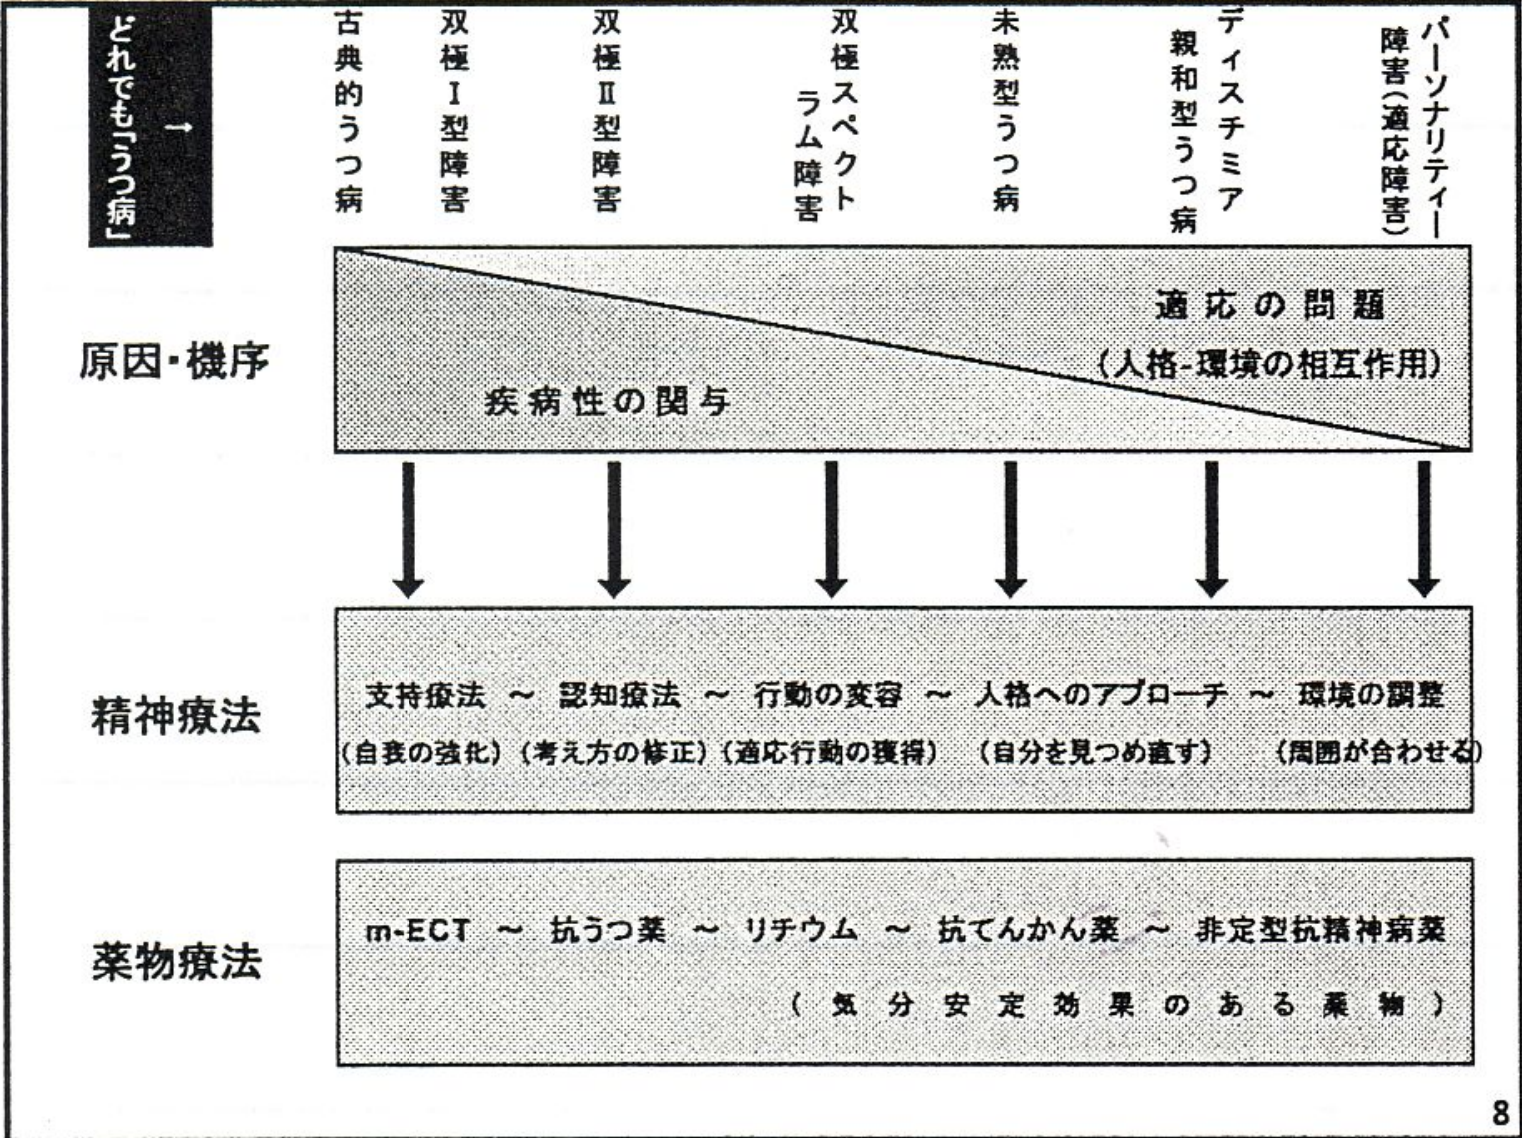 どれでも「うつ病」
→
古典的うつ病
双極Ⅰ型障害
双極Ⅱ型障害
双極スペクト
ラム障害
未熟型うつ病
ディスチミア
親和型うつ病
パーソナリティー
障害(適応障害)
原因・機序
適応の問題
(人格-環境の相互作用)
疾病性の関与
精神療法
支持療法 ～ 認知療法 ～ 行動の変容 ～ 人格へのアプローチ ～ 環境の調整
(自我の強化) (考え方の修正) (適応行動の獲得) (自分を見つめ直す) (周囲が合わせる)
薬物療法
m-ECT ～ 抗うつ薬 ～ リチウム ～ 抗てんかん薬 ～ 非定型抗精神病薬
(気分安定効果のある薬物)
8